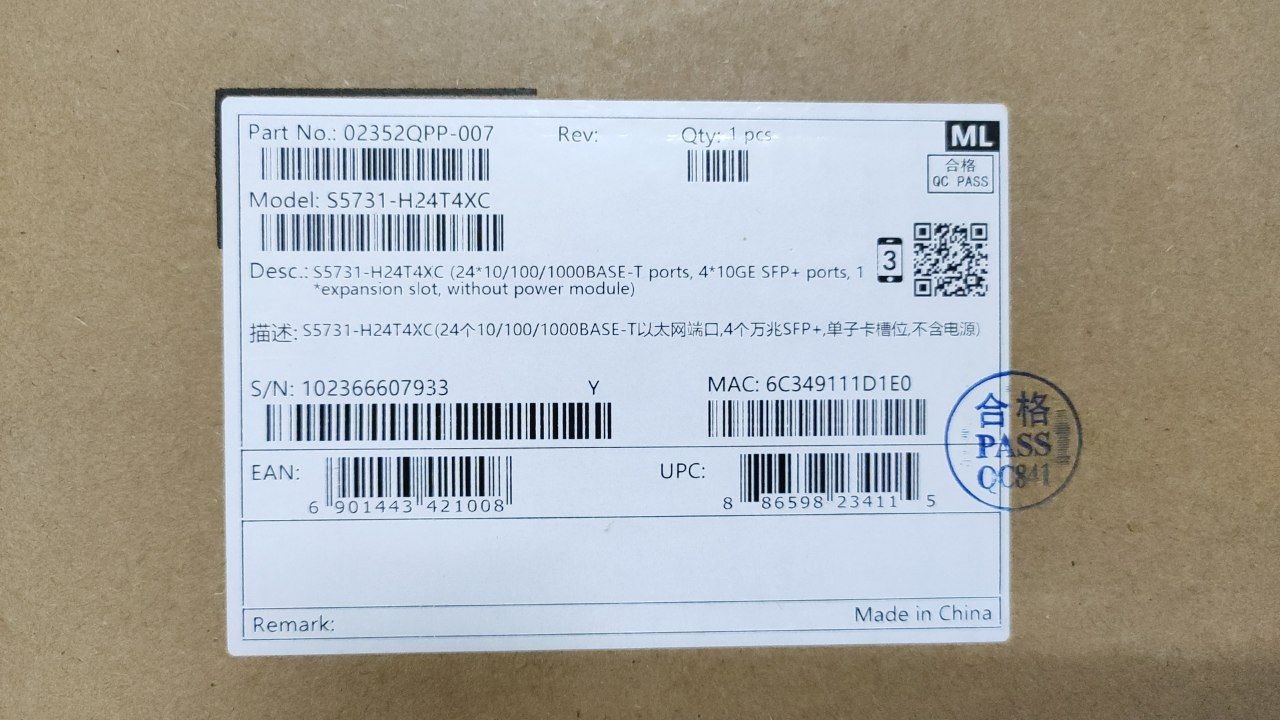 Part No.: 02352QPP-007 Rev: Qty: 1 pcs ML
合格
QC PASS
Model: S5731-H24T4XC
3
Desc.: S5731-H24T4XC (24*10/100/1000BASE-T ports, 4*10GE SFP+ ports, 1
*expansion slot, without power module)
描述: S5731-H24T4XC(24个10/100/1000BASE-T以太网端口,4个万兆SFP+,单子卡槽位,不含电源)
S/N: 102366607933 Y MAC: 6C349111D1E0
合格
PASS
QC841
EAN: 6 901443 421008 UPC: 8 86598 23411 5
Remark: Made in China